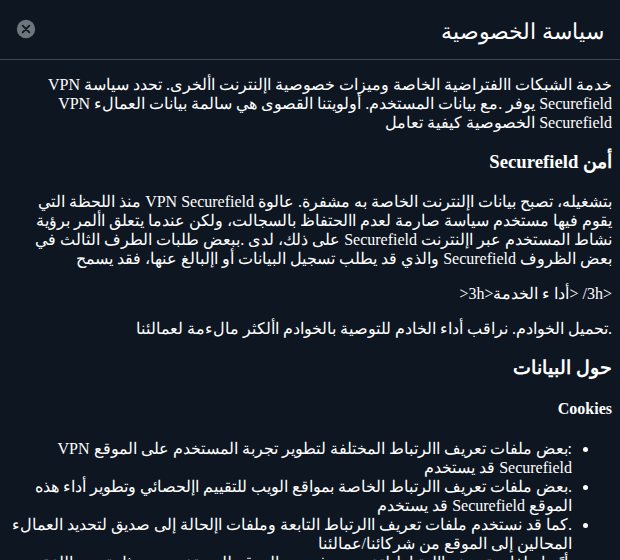 سياسة الخصوصية
خدمة الشبكات االفتراضية الخاصة وميزات خصوصية اإلنترنت األخرى. تحدد سياسة VPN
Securefield يوفر .مع بيانات المستخدم. أولويتنا القصوى هي سالمة بيانات العمالء VPN
Securefield الخصوصية كيفية تعامل
أمن Securefield
بتشغيله، تصبح بيانات اإلنترنت الخاصة به مشفرة. عالوة VPN Securefield منذ اللحظة التي
يقوم فيها مستخدم سياسة صارمة لعدم االحتفاظ بالسجالت، ولكن عندما يتعلق األمر برؤية
نشاط المستخدم عبر اإلنترنت Securefield على ذلك، لدى .ببعض طلبات الطرف الثالث في
بعض الظروف Securefield والذي قد يطلب تسجيل البيانات أو اإلبالغ عنها، فقد يسمح
<3h>أدا ء الخدمة< /3h>
.تحميل الخوادم. نراقب أداء الخادم للتوصية بالخوادم األكثر مالءمة لعمالئنا
حول البيانات
Cookies
:بعض ملفات تعريف االرتباط المختلفة لتطوير تجربة المستخدم على الموقع VPN
Securefield قد يستخدم
.بعض ملفات تعريف االرتباط الخاصة بمواقع الويب للتقييم اإلحصائي وتطوير أداء هذه
الموقع Securefield قد يستخدم
.كما قد نستخدم ملفات تعريف االرتباط التابعة وملفات اإلحالة إلى صديق لتحديد العمالء
المحالين إلى الموقع من شركائنا/عمالئنا